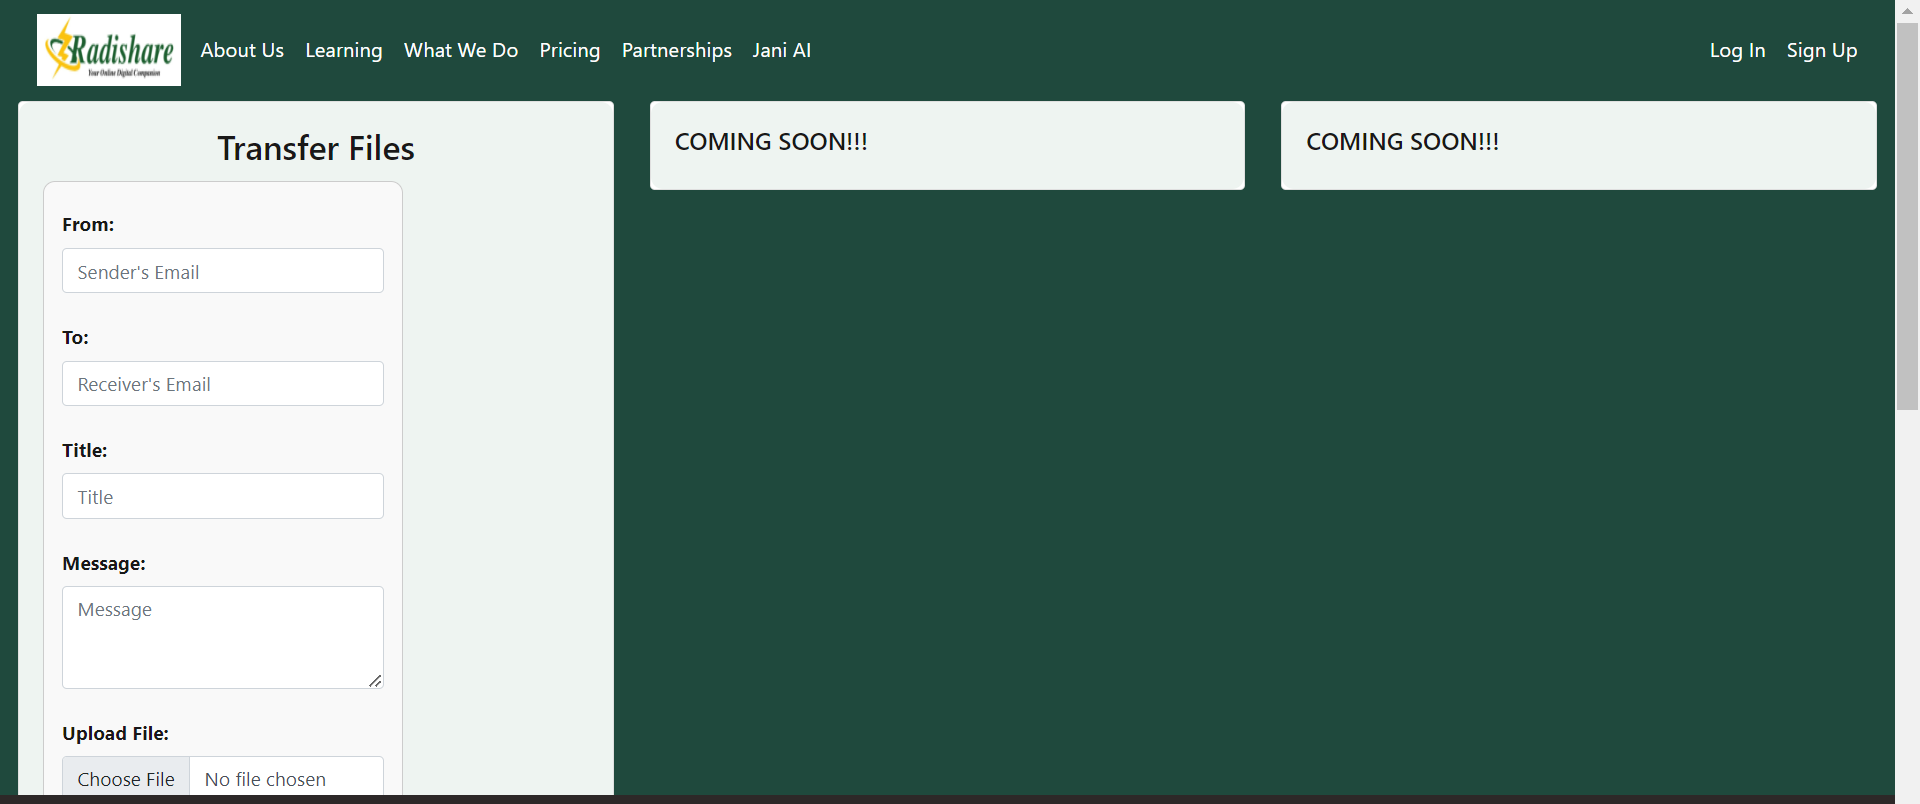 Radishare
Your Online Digital Companion
About Us Learning What We Do Pricing Partnerships Jani AI
Log In Sign Up
Transfer Files
From:
Sender's Email
To:
Receiver's Email
Title:
Title
Message:
Message
Upload File:
Choose File No file chosen
COMING SOON!!!
COMING SOON!!!